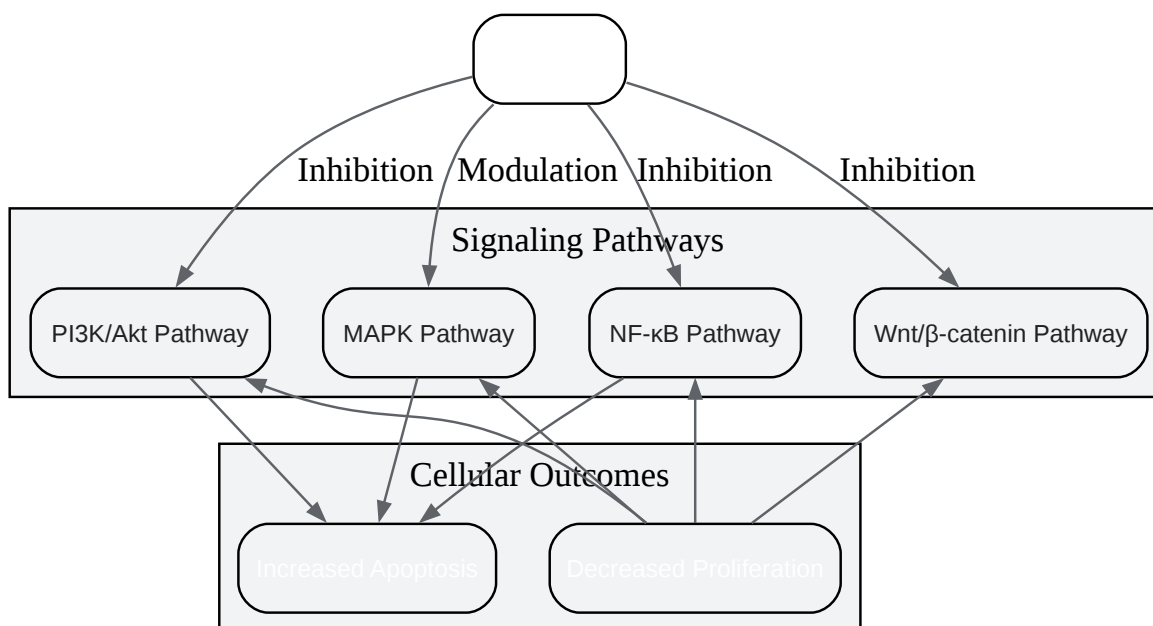 Inhibition
Modulation
Inhibition
Inhibition
Signaling Pathways
PI3K/Akt Pathway
MAPK Pathway
NF-κB Pathway
Wnt/β-catenin Pathway
Cellular Outcomes
Increased Apoptosis
Decreased Proliferation